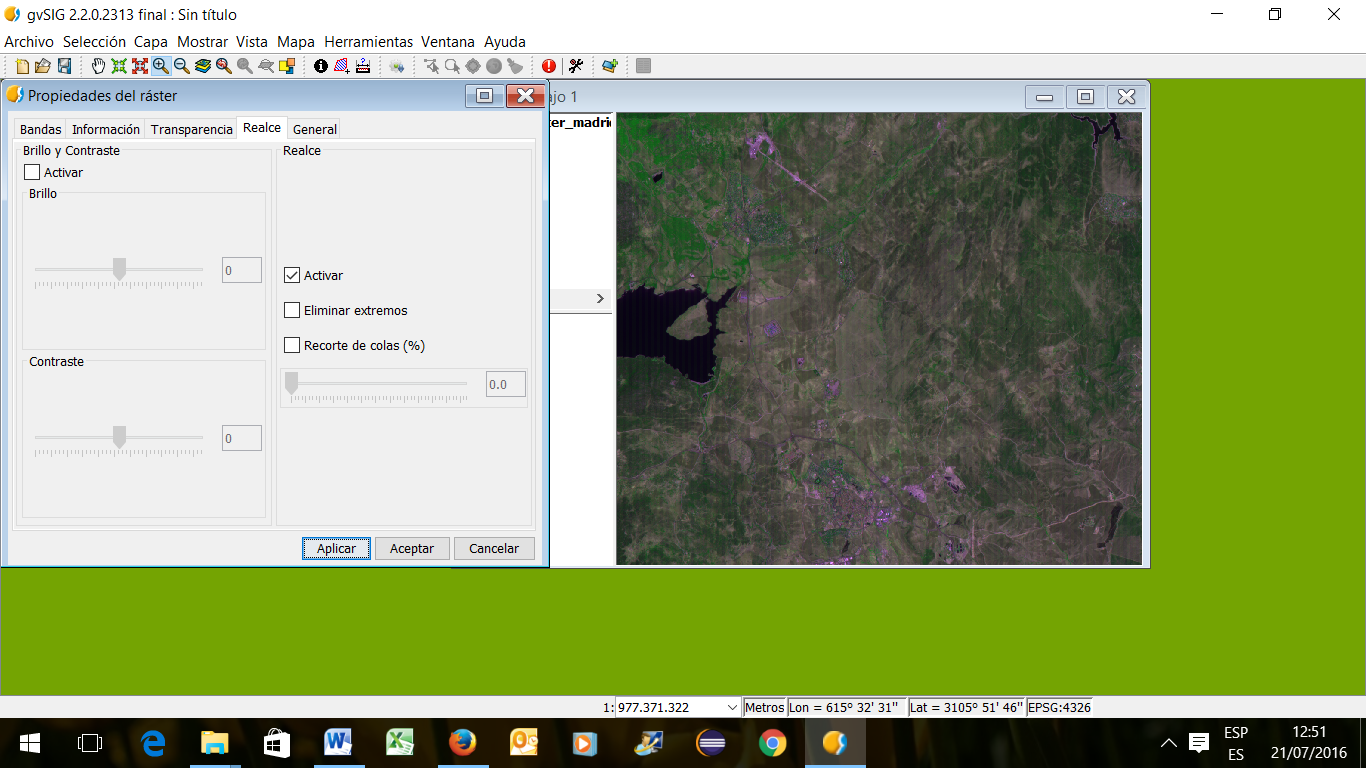 gvSIG 2.2.0.2313 final : Sin título
Archivo Selección Capa Mostrar Vista Mapa Herramientas Ventana Ayuda
Propiedades del ráster
ajo 1
Bandas Información Transparencia Realce General
ter_madri
Brillo y Contraste
Activar
Brillo
0
Contraste
0
Realce
Activar
Eliminar extremos
Recorte de colas (%)
0.0
Aplicar Aceptar Cancelar
1: 977.371.322 Metros Lon = 615° 32' 31'' Lat = 3105° 51' 46'' EPSG:4326
ESP
ES
12:51
21/07/2016